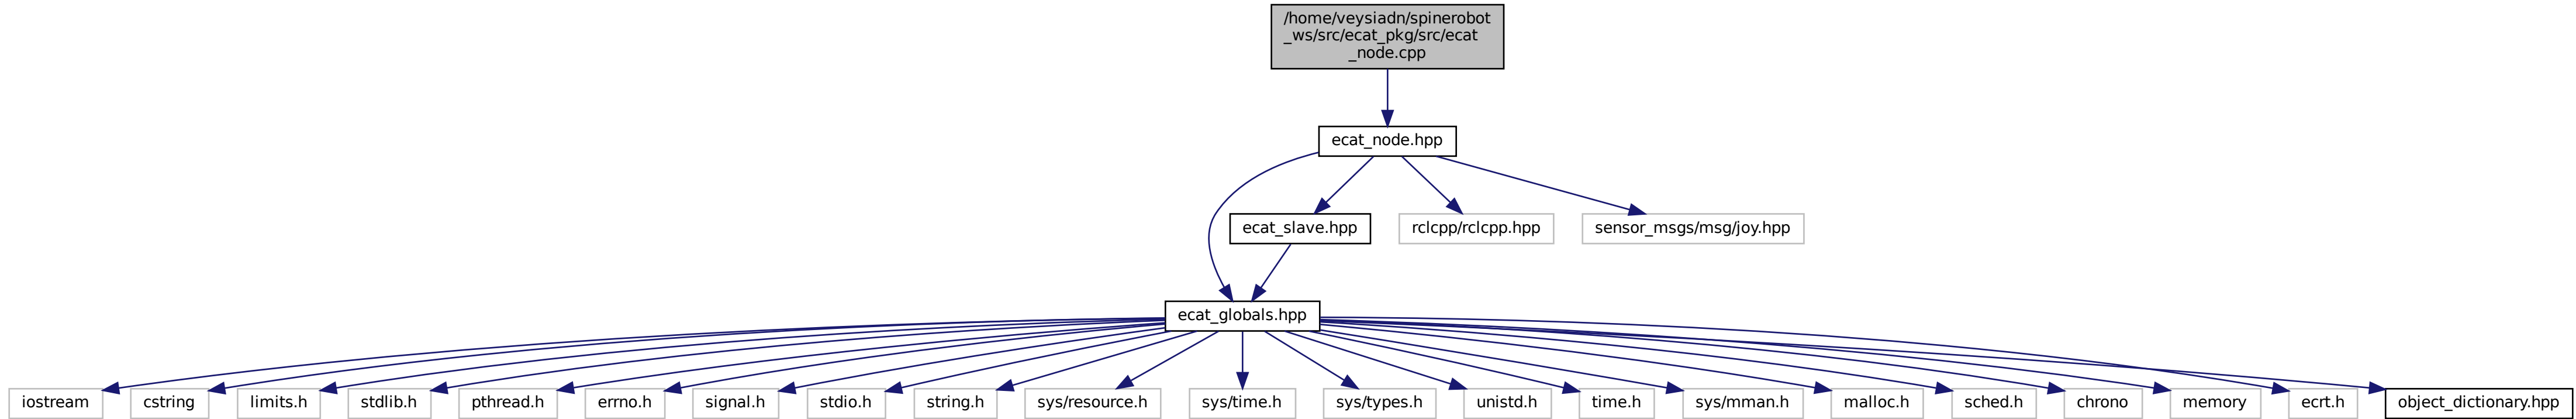 /home/veysiadn/spinerobot
_ws/src/ecat_pkg/src/ecat
_node.cpp
ecat_node.hpp
ecat_slave.hpp
rclcpp/rclcpp.hpp
sensor_msgs/msg/joy.hpp
ecat_globals.hpp
iostream
cstring
limits.h
stdlib.h
pthread.h
errno.h
signal.h
stdio.h
string.h
sys/resource.h
sys/time.h
sys/types.h
unistd.h
time.h
sys/mman.h
malloc.h
sched.h
chrono
memory
ecrt.h
object_dictionary.hpp